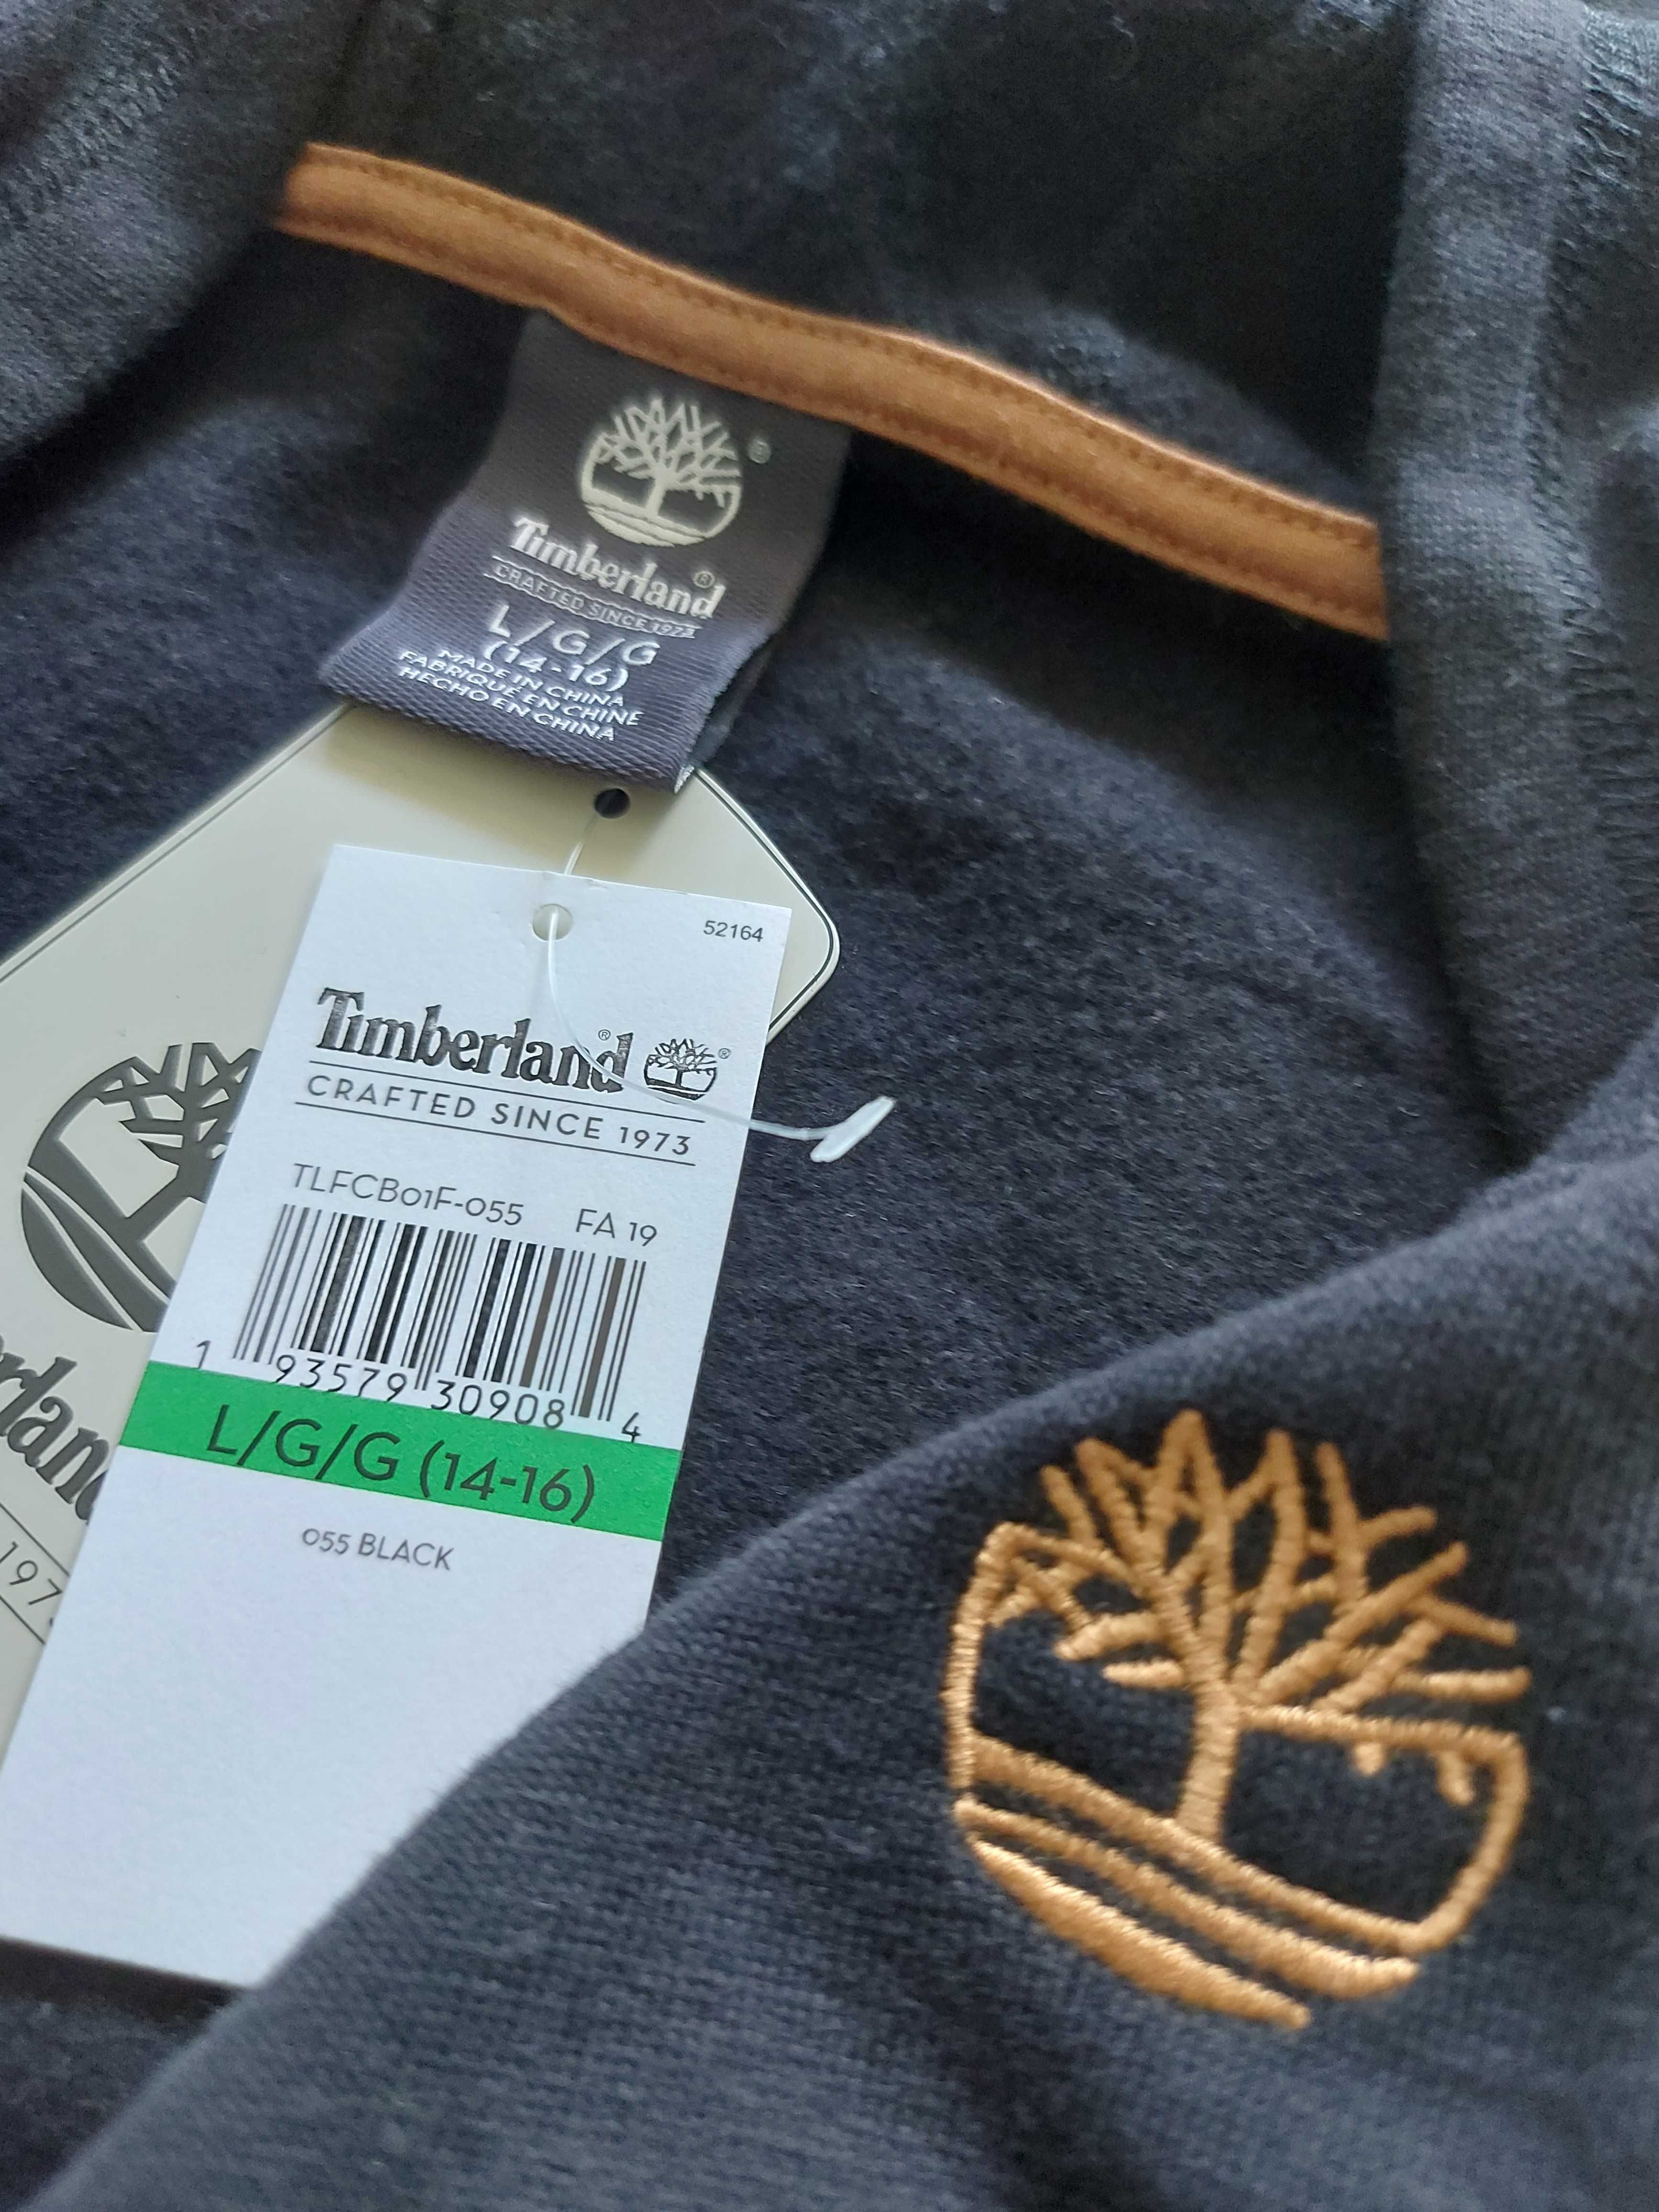 ®
Timberland®
CRAFTED SINCE 1973
L/G/G
(14-16)
MADE IN CHINA
FABRIQUÉ EN CHINE
HECHO EN CHINA
52164
Timberland® ®
CRAFTED SINCE 1973
TLFCB01F-055 FA 19
1 93579 30908 4
L/G/G (14-16)
055 BLACK